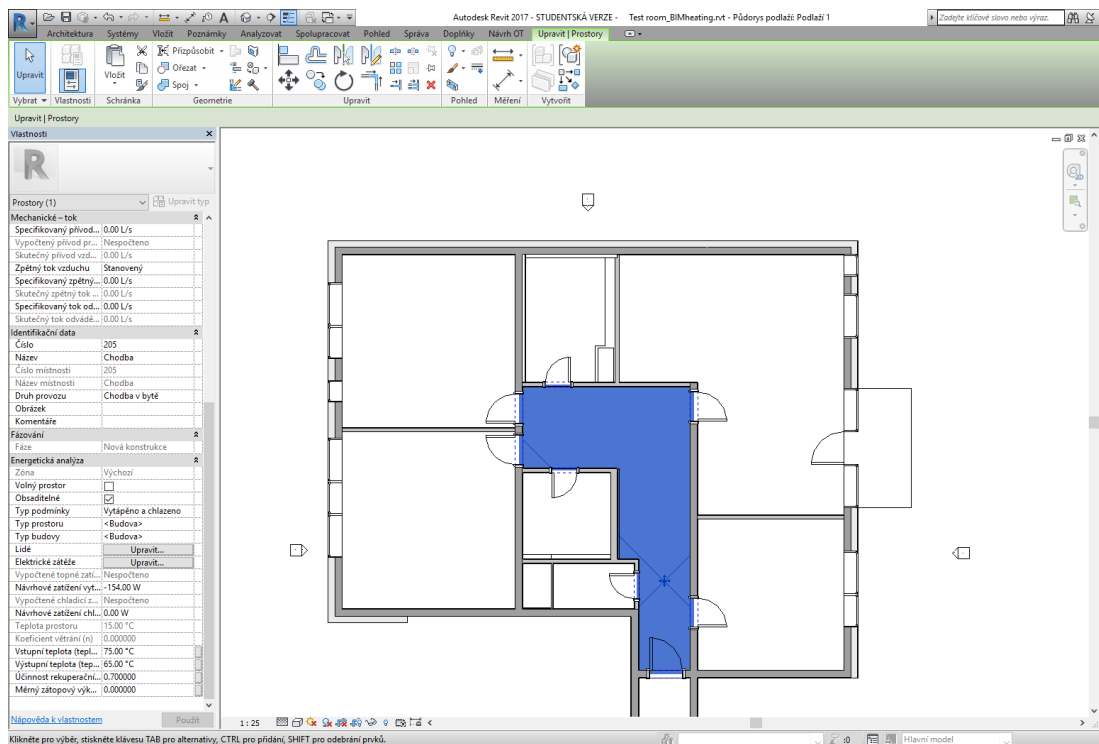 Autodesk Revit 2017 - STUDENTSKÁ VERZE - Test room_BIMheating.rvt - Půdorys podlaží: Podlaží 1
Zadejte klíčové slovo nebo výraz.
Architektura Systémy Vložit Poznámky Analyzovat Spolupracovat Pohled Správa Doplňky Návrh OT Upravit | Prostory
Upravit
Vložit
Přizpůsobit
Ořezat
Spoj
Vybrat Vlastnosti Schránka Geometrie Upravit Pohled Měření Vytvořit
Upravit | Prostory
Vlastnosti
R
Prostory (1) Upravit typ
Mechanické – tok
Specifikovaný přívod... 0.00 L/s
Vypočtený přívod pr... Nespočteno
Skutečný přívod vzd... 0.00 L/s
Zpětný tok vzduchu Stanovený
Specifikovaný zpětný... 0.00 L/s
Skutečný zpětný tok ... 0.00 L/s
Specifikovaný tok od... 0.00 L/s
Skutečný tok odvádě... 0.00 L/s
Identifikační data
Číslo 205
Název Chodba
Číslo místnosti 205
Název místnosti Chodba
Druh provozu Chodba v bytě
Obrázek
Komentáře
Fázování
Fáze Nová konstrukce
Energetická analýza
Zóna Výchozí
Volný prostor
Obsaditelné
Typ podmínky Vytápěno a chlazeno
Typ prostoru <Budova>
Typ budovy <Budova>
Lidé Upravit...
Elektrické zátěže Upravit...
Vypočtené topné zatí... Nespočteno
Návrhové zatížení vyt... -154.00 W
Vypočtené chladicí z... Nespočteno
Návrhové zatížení chl... 0.00 W
Teplota prostoru 15.00 °C
Koeficient větrání (n) 0.000000
Vstupní teplota (tepl... 75.00 °C
Výstupní teplota (tep... 65.00 °C
Účinnost rekuperační... 0.700000
Měrný zátopový výk... 0.000000
Nápověda k vlastnostem Použít
1 : 25
Klikněte pro výběr, stiskněte klávesu TAB pro alternativy, CTRL pro přidání, SHIFT pro odebrání prvků.
:0 Hlavní model